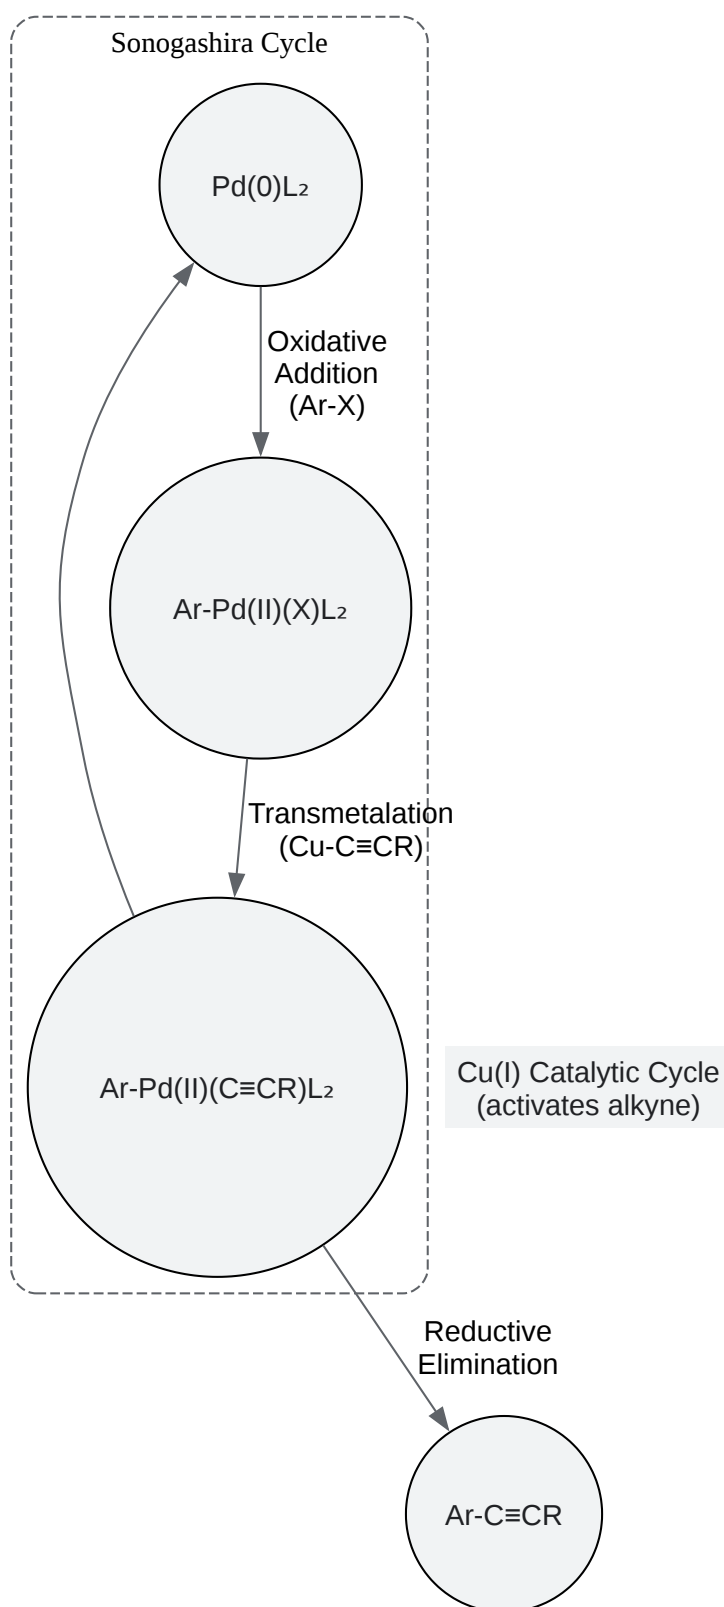 Sonogashira Cycle
Pd(0)L₂
Oxidative
Addition
(Ar-X)
Ar-Pd(II)(X)L₂
Transmetalation
(Cu-C≡CR)
Ar-Pd(II)(C≡CR)L₂
Cu(I) Catalytic Cycle
(activates alkyne)
Reductive
Elimination
Ar-C≡CR